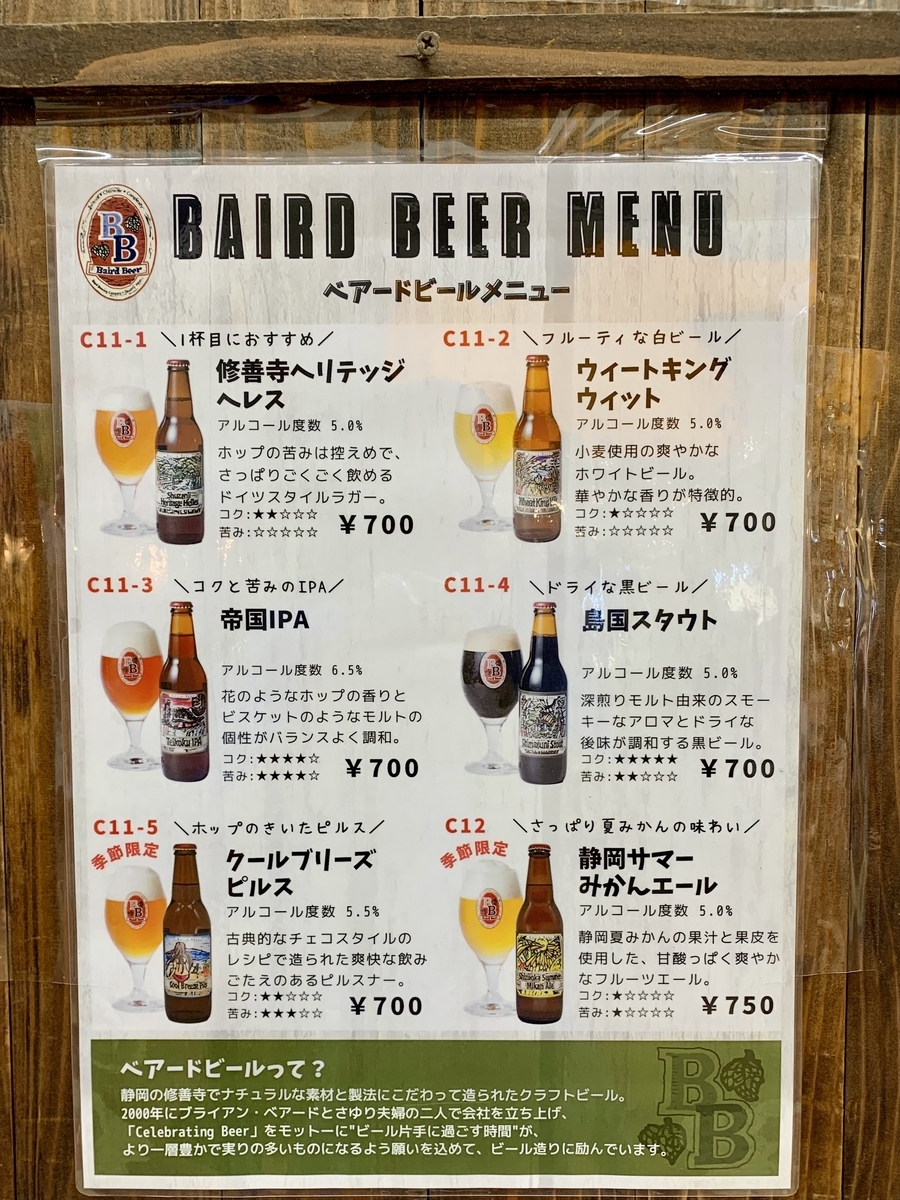 BAIRD BEER MENU
BB
Baird Beer
ベアードビールメニュー
C11-1
＼1杯目におすすめ／
修善寺ヘリテッジ
ヘレス
アルコール度数 5.0%
ホップの苦みは控えめで、
さっぱりごくごく飲める
ドイツスタイルラガー。
コク:★★☆☆☆
苦み:☆☆☆☆☆
￥700
Shuzenji
Heritage Helles
C11-2
＼フルーティな白ビール／
ウィートキング
ウィット
アルコール度数 5.0%
小麦使用の爽やかな
ホワイトビール。
華やかな香りが特徴的。
コク:★☆☆☆☆
苦み:☆☆☆☆☆
￥700
Wheat King
C11-3
＼コクと苦みのIPA／
帝国IPA
アルコール度数 6.5%
花のようなホップの香りと
ビスケットのようなモルトの
個性がバランスよく調和。
コク:★★★★☆
苦み:★★★★☆
￥700
Teikoku IPA
C11-4
＼ドライな黒ビール／
島国スタウト
アルコール度数 5.0%
深煎りモルト由来のスモー
キーなアロマとドライな
後味が調和する黒ビール。
コク:★★★★★
苦み:★★☆☆☆
￥700
Shimaguni Stout
C11-5
＼ホップのきいたピルス／
季節限定
クールブリーズ
ピルス
アルコール度数 5.5%
古典的なチェコスタイルの
レシピで造られた爽快な飲み
ごたえのあるピルスナー。
コク:★★☆☆☆
苦み:★★★☆☆
￥700
Cool Breeze Pils
C12
＼さっぱり夏みかんの味わい／
季節限定
静岡サマー
みかんエール
アルコール度数 5.0%
静岡夏みかんの果汁と果皮を
使用した、甘酸っぱく爽やか
なフルーツエール。
コク:★☆☆☆☆
苦み:★☆☆☆☆
￥750
Shizuoka Summer
Mikan Ale
ベアードビールって？
静岡の修善寺でナチュラルな素材と製法にこだわって造られたクラフトビール。
2000年にブライアン・ベアードとさゆり夫婦の二人で会社を立ち上げ、
「Celebrating Beer」をモットーに"ビール片手に過ごす時間"が、
より一層豊かで実りの多いものになるよう願いを込めて、ビール造りに励んでいます。
BB